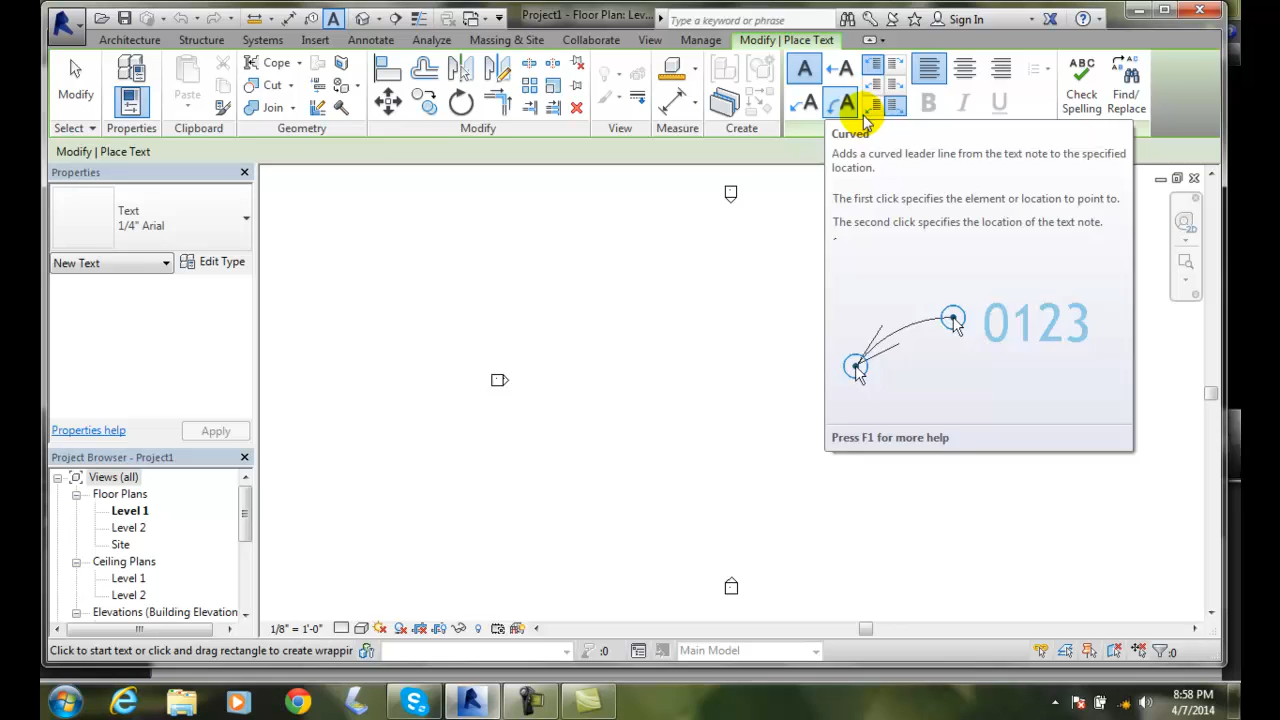 Project1 - Floor Plan: Lev...
Type a keyword or phrase
Sign In
Architecture
Structure
Systems
Insert
Annotate
Analyze
Massing & Site
Collaborate
View
Manage
Modify | Place Text
Modify
Paste
Cope
Cut
Join
Check
Spelling
Find/
Replace
Select
Properties
Clipboard
Geometry
Modify
View
Measure
Create
Modify | Place Text
Curved
Adds a curved leader line from the text note to the specified
location.
The first click specifies the element or location to point to.
The second click specifies the location of the text note.
0123
Press F1 for more help
Properties
Text
1/4" Arial
New Text
Edit Type
Properties help
Apply
Project Browser - Project1
Views (all)
Floor Plans
Level 1
Level 2
Site
Ceiling Plans
Level 1
Level 2
Elevations (Building Elevation
1/8" = 1'-0"
Click to start text or click and drag rectangle to create wrappir
:0
Main Model
:0
8:58 PM
4/7/2014